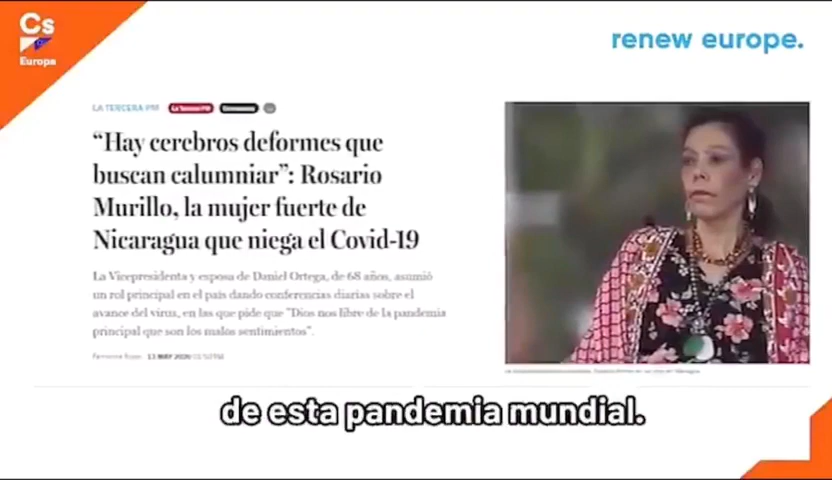 Cs
Europa
renew europe.
LA TERCERA PM La Tercera PM
“Hay cerebros deformes que
buscan calumniar”: Rosario
Murillo, la mujer fuerte de
Nicaragua que niega el Covid-19
La Vicepresidenta y esposa de Daniel Ortega, de 68 años, asumió
un rol principal en el país dando conferencias diarias sobre el
avance del virus, en las que pide que "Dios nos libre de la pandemia
principal que son los malos sentimientos".
13 MAY 2020
de esta pandemia mundial.